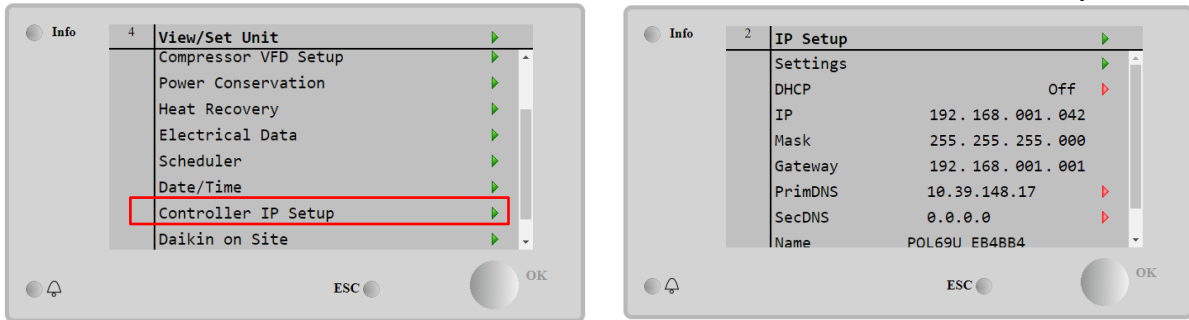 Info
4 View/Set Unit
Compressor VFD Setup
Power Conservation
Heat Recovery
Electrical Data
Scheduler
Date/Time
Controller IP Setup
Daikin on Site
ESC
OK
Info
2 IP Setup
Settings
DHCP Off
IP 192.168.001.042
Mask 255.255.255.000
Gateway 192.168.001.001
PrimDNS 10.39.148.17
SecDNS 0.0.0.0
Name POL69U_EB4BB4
ESC
OK